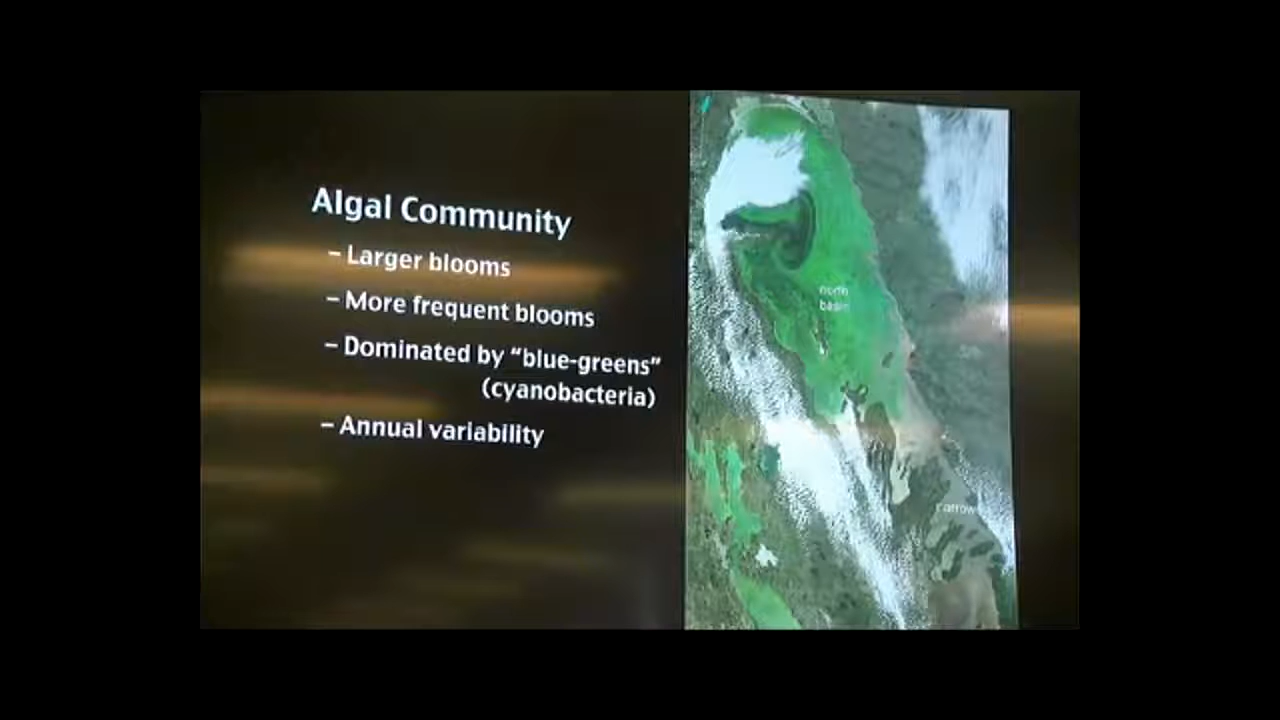 Algal Community
– Larger blooms
– More frequent blooms
– Dominated by “blue-greens”
(cyanobacteria)
– Annual variability
north
basin
narrows